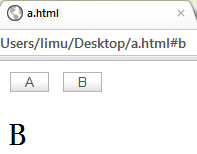 a.html ×
Users/limu/Desktop/a.html#b
A B
B